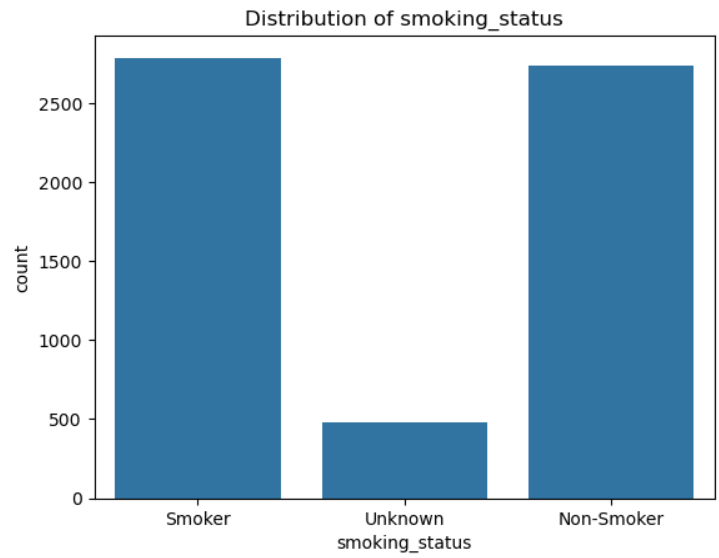 Distribution of smoking_status
2500
2000
1500
1000
500
0
count
Smoker Unknown Non-Smoker
smoking_status